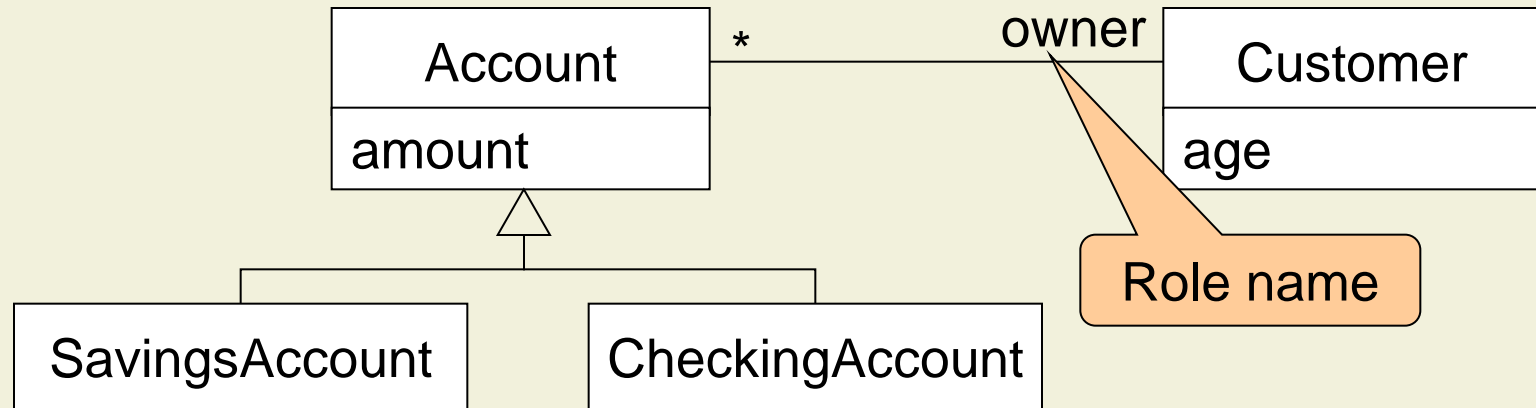 Account
*
owner
Customer
amount
age
Role name
SavingsAccount
CheckingAccount